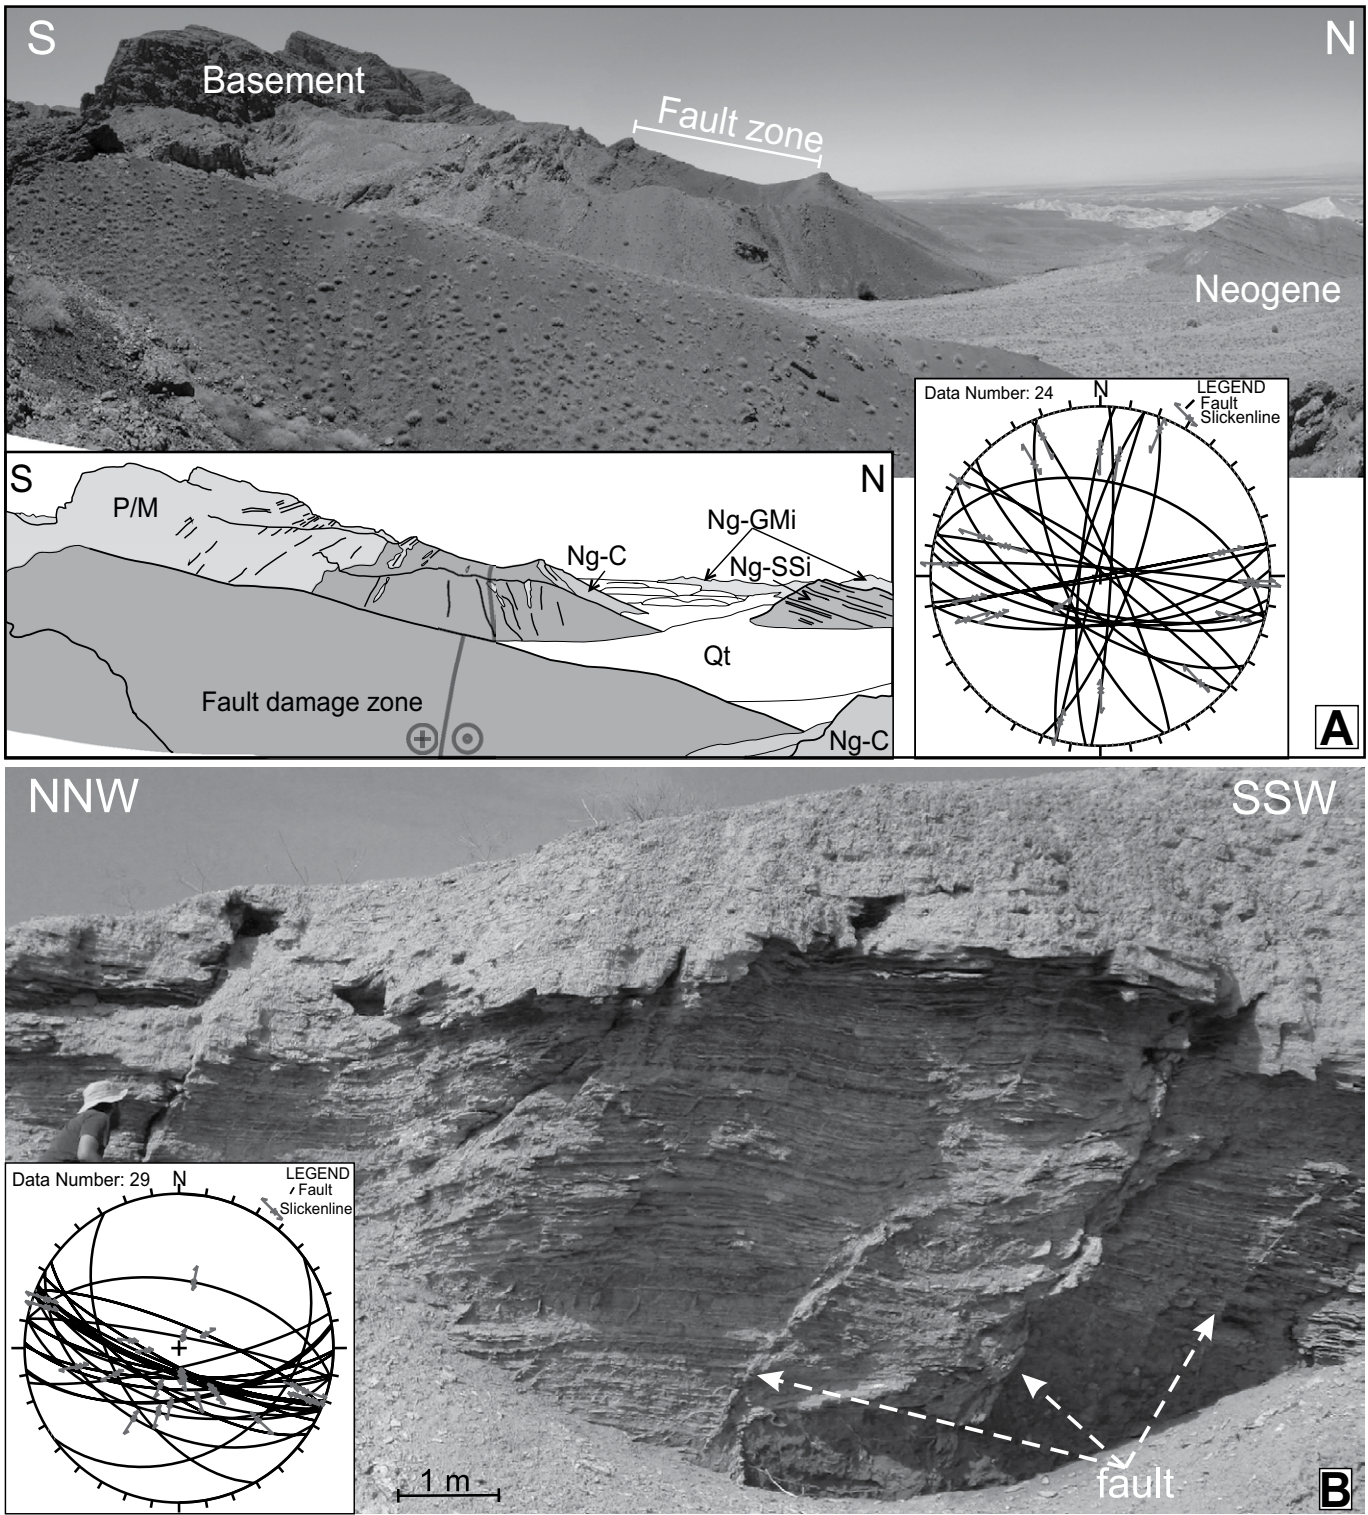 S
N
Basement
Fault zone
Neogene
Data Number: 24
N
LEGEND
Fault
Slickenline
S
N
P/M
Ng-GMi
Ng-C
Ng-SSi
Qt
Fault damage zone
Ng-C
A
NNW
SSW
Data Number: 29
N
LEGEND
Fault
Slickenline
1 m
fault
B